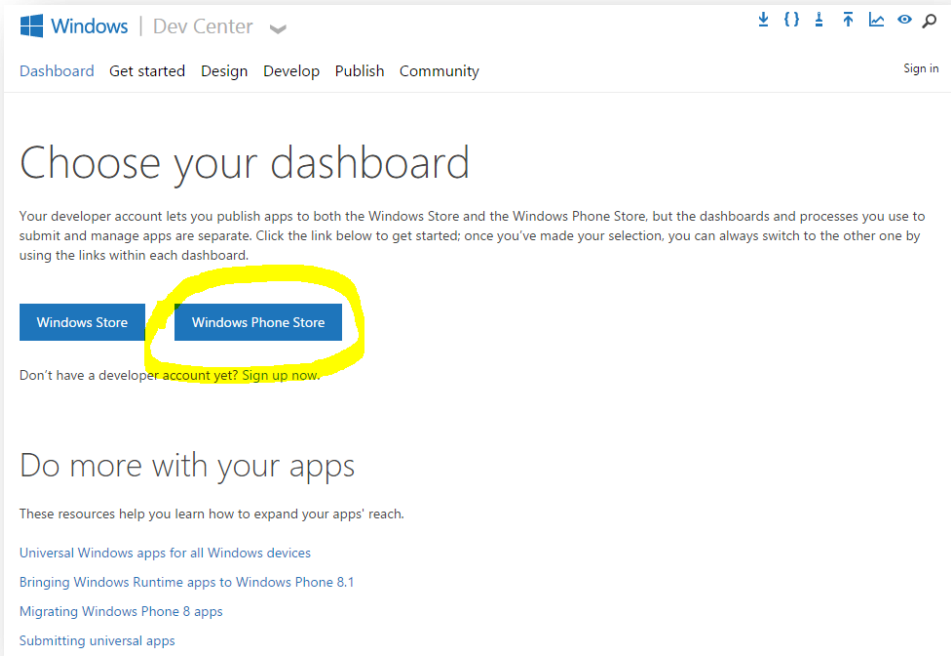 Windows | Dev Center
Dashboard Get started Design Develop Publish Community Sign in
Choose your dashboard
Your developer account lets you publish apps to both the Windows Store and the Windows Phone Store, but the dashboards and processes you use to
submit and manage apps are separate. Click the link below to get started; once you've made your selection, you can always switch to the other one by
using the links within each dashboard.
Windows Store Windows Phone Store
Don't have a developer account yet? Sign up now.
Do more with your apps
These resources help you learn how to expand your apps' reach.
Universal Windows apps for all Windows devices
Bringing Windows Runtime apps to Windows Phone 8.1
Migrating Windows Phone 8 apps
Submitting universal apps